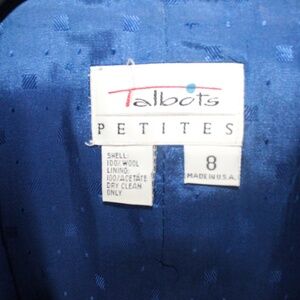 Talbots
PETITES
SHELL:
100% WOOL
LINING:
100% ACETATE
DRY CLEAN
ONLY
8
MADE IN U.S.A.